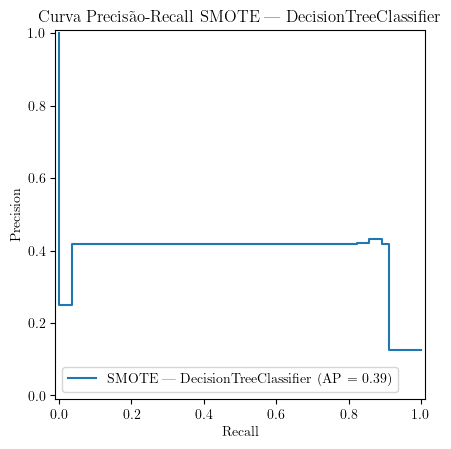 Curva Precisão-Recall SMOTE — DecisionTreeClassifier
1.0
0.8
0.6
0.4
0.2
0.0
Precision
SMOTE — DecisionTreeClassifier (AP = 0.39)
0.0 0.2 0.4 0.6 0.8 1.0
Recall